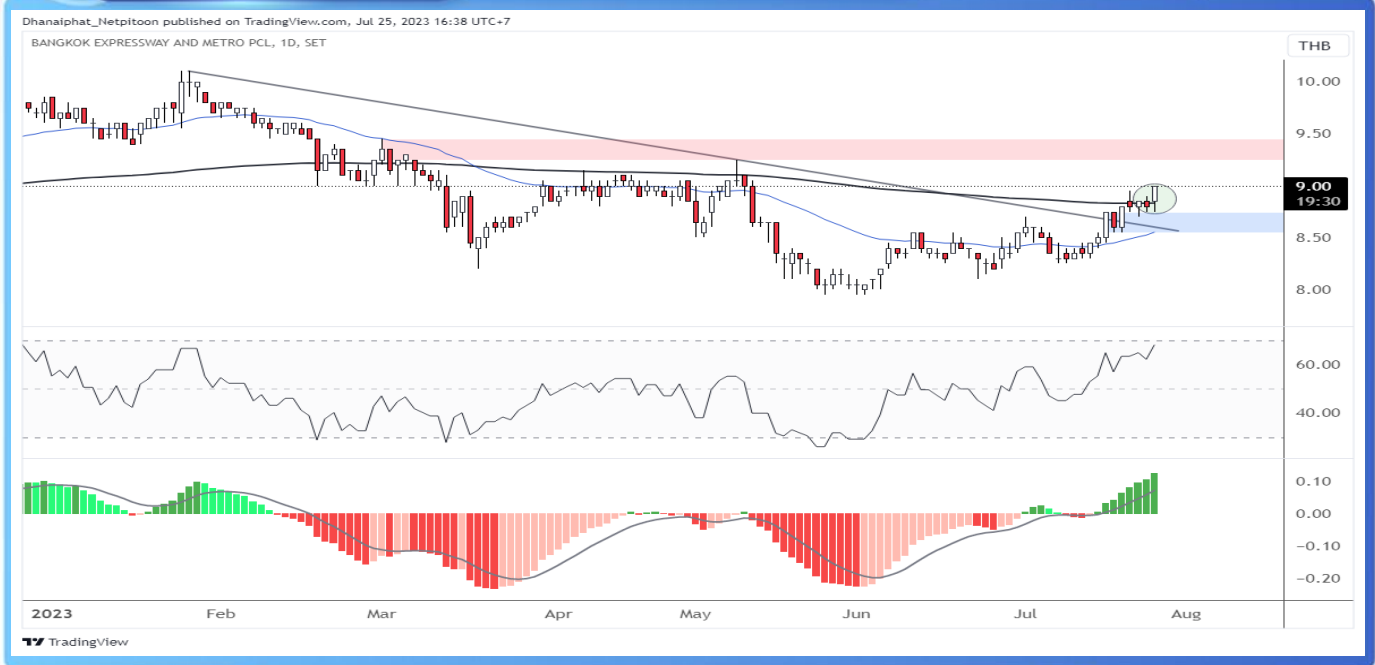 Dhanaiphat_Netpitoon published on TradingView.com, Jul 25, 2023 16:38 UTC+7
BANGKOK EXPRESSWAY AND METRO PCL, 1D, SET
THB
10.00
9.50
9.00
19:30
8.50
8.00
60.00
40.00
0.10
0.00
−0.10
−0.20
2023 Feb Mar Apr May Jun Jul Aug
TradingView